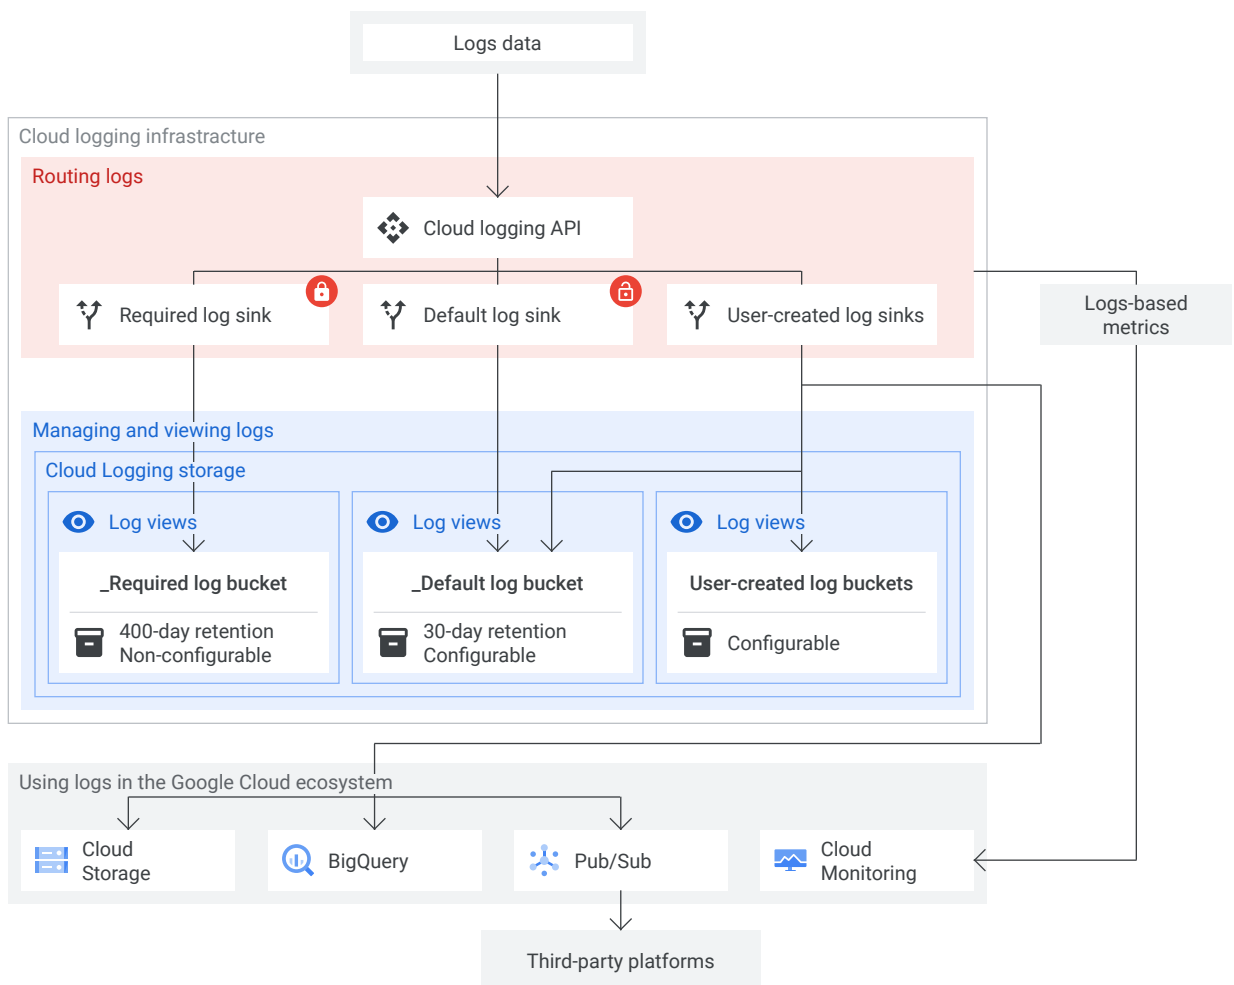 Logs data
Cloud logging infrastracture
Routing logs
Cloud logging API
Required log sink
Default log sink
User-created log sinks
Logs-based
metrics
Managing and viewing logs
Cloud Logging storage
Log views
Log views
Log views
_Required log bucket
400-day retention
Non-configurable
_Default log bucket
30-day retention
Configurable
User-created log buckets
Configurable
Using logs in the Google Cloud ecosystem
Cloud
Storage
BigQuery
Pub/Sub
Cloud
Monitoring
Third-party platforms